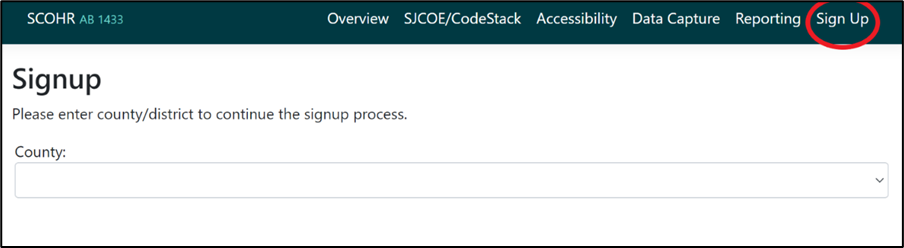 SCOHR AB 1433 Overview SJCOE/CodeStack Accessibility Data Capture Reporting Sign Up
Signup
Please enter county/district to continue the signup process.
County: